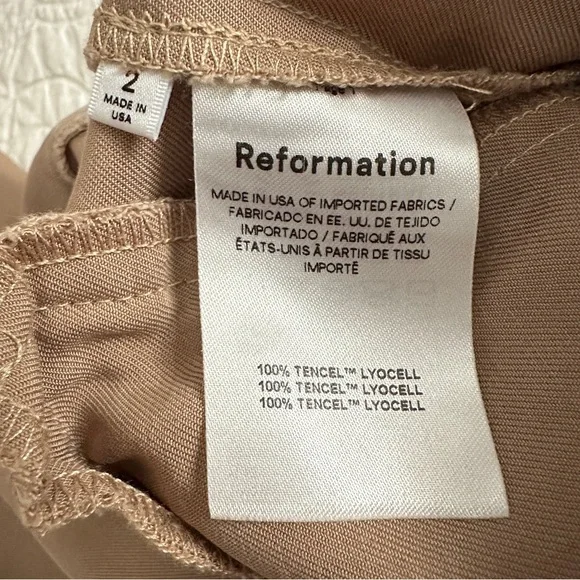 2
MADE IN
USA
Reformation
MADE IN USA OF IMPORTED FABRICS /
FABRICADO EN EE. UU. DE TEJIDO
IMPORTADO / FABRIQUÉ AUX
ÉTATS-UNIS À PARTIR DE TISSU
IMPORTÉ
100% TENCEL™ LYOCELL
100% TENCEL™ LYOCELL
100% TENCEL™ LYOCELL